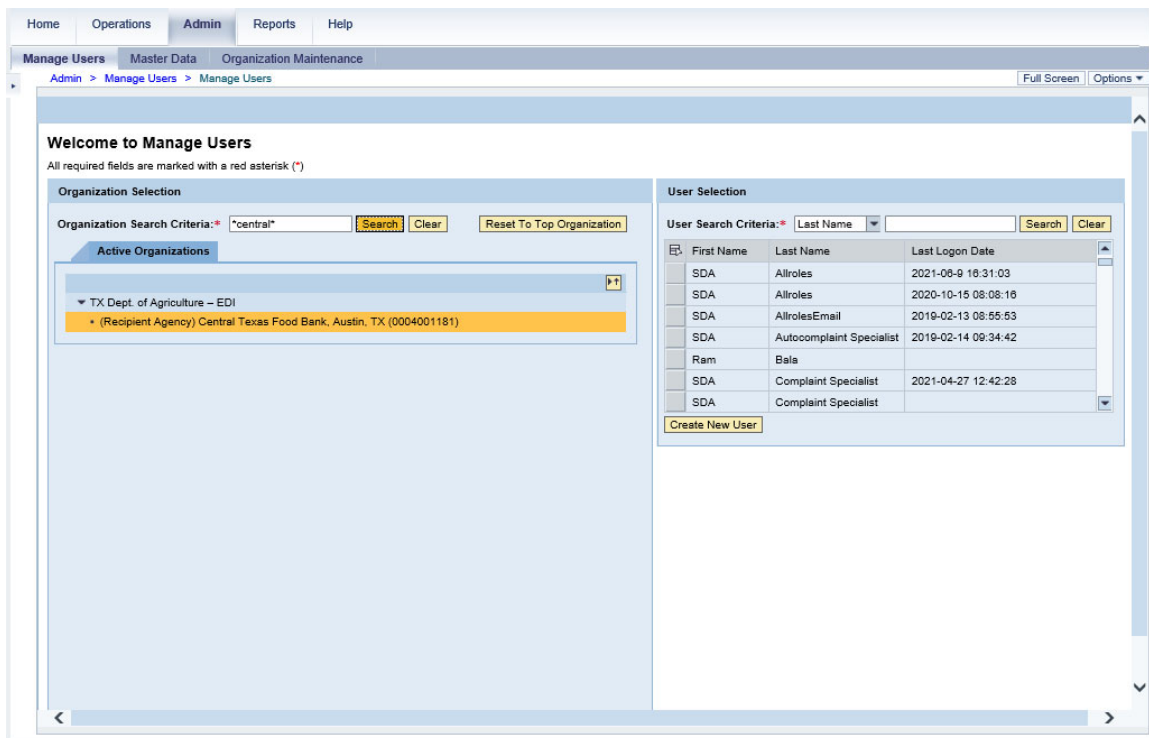 Home Operations Admin Reports Help
Manage Users Master Data Organization Maintenance
Admin > Manage Users > Manage Users Full Screen Options
Welcome to Manage Users
All required fields are marked with a red asterisk (*)
Organization Selection
Organization Search Criteria:* *central* Search Clear Reset To Top Organization
Active Organizations
TX Dept. of Agriculture – EDI
• (Recipient Agency) Central Texas Food Bank, Austin, TX (0004001181)
User Selection
User Search Criteria:* Last Name Search Clear
First Name Last Name Last Logon Date
SDA Allroles 2021-06-9 16:31:03
SDA Allroles 2020-10-15 08:08:16
SDA AllrolesEmail 2019-02-13 08:55:53
SDA Autocomplaint Specialist 2019-02-14 09:34:42
Ram Bala
SDA Complaint Specialist 2021-04-27 12:42:28
SDA Complaint Specialist
Create New User